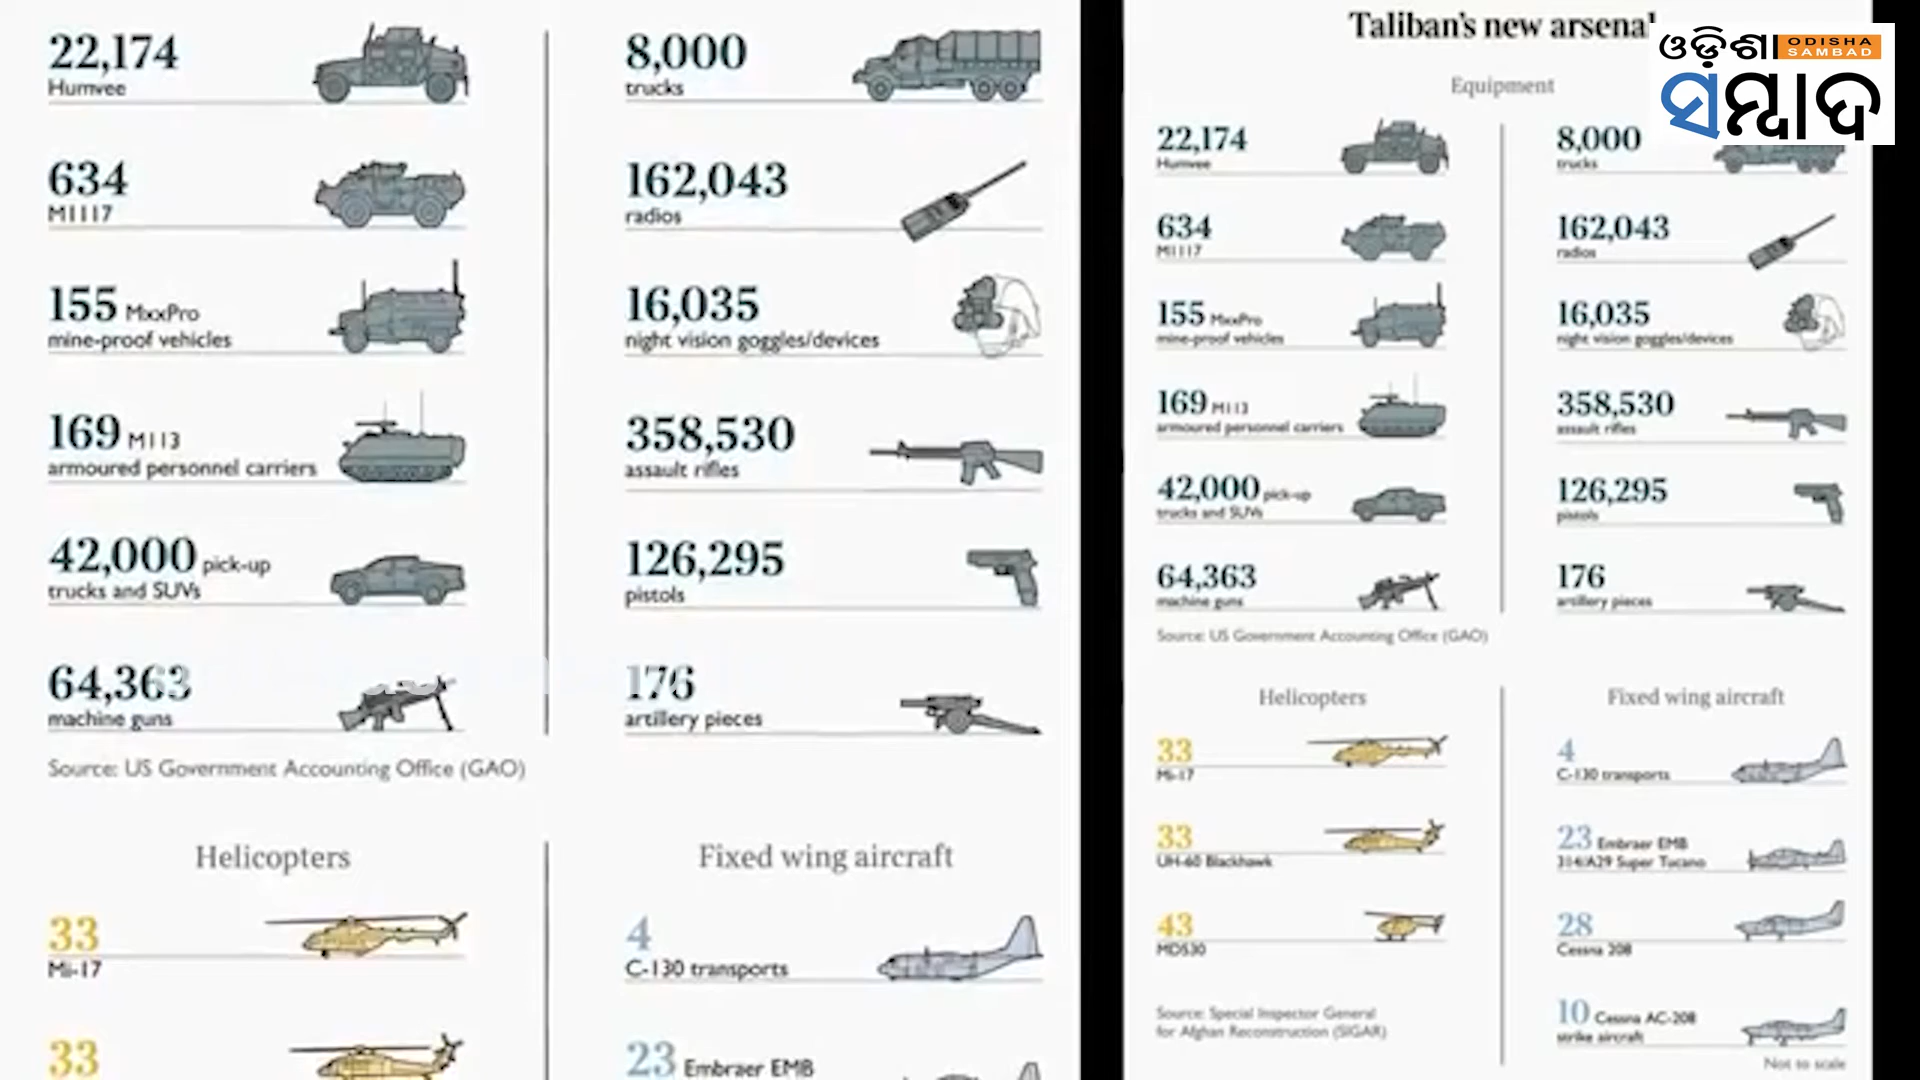 22,174
Humvee
634
M1117
155 MxxPro
mine-proof vehicles
169 M113
armoured personnel carriers
42,000 pick-up
trucks and SUVs
64,363
machine guns
Source: US Government Accounting Office (GAO)
8,000
trucks
162,043
radios
16,035
night vision goggles/devices
358,530
assault rifles
126,295
pistols
176
artillery pieces
Helicopters
33
Mi-17
33
Fixed wing aircraft
4
C-130 transports
23 Embraer EMB
Taliban's new arsenal
Equipment
22,174
Humvee
634
M1117
155 MxxPro
mine-proof vehicles
169 M113
armoured personnel carriers
42,000 pick-up
trucks and SUVs
64,363
machine guns
Source: US Government Accounting Office (GAO)
8,000
trucks
162,043
radios
16,035
night vision goggles/devices
358,530
assault rifles
126,295
pistols
176
artillery pieces
Helicopters
33
Mi-17
33
UH-60 Blackhawk
43
MD530
Source: Special Inspector General
for Afghan Reconstruction (SIGAR)
Fixed wing aircraft
4
C-130 transports
23 Embraer EMB
314/A29 Super Tucano
28
Cessna 208
10 Cessna AC-208
strike aircraft
Not to scale
ଓଡ଼ିଶା ODISHA
SAMBAD
ସମ୍ବାଦ